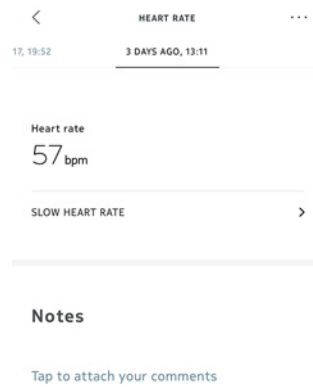 HEART RATE
17, 19:52
3 DAYS AGO, 13:11
Heart rate
57 bpm
SLOW HEART RATE
Notes
Tap to attach your comments